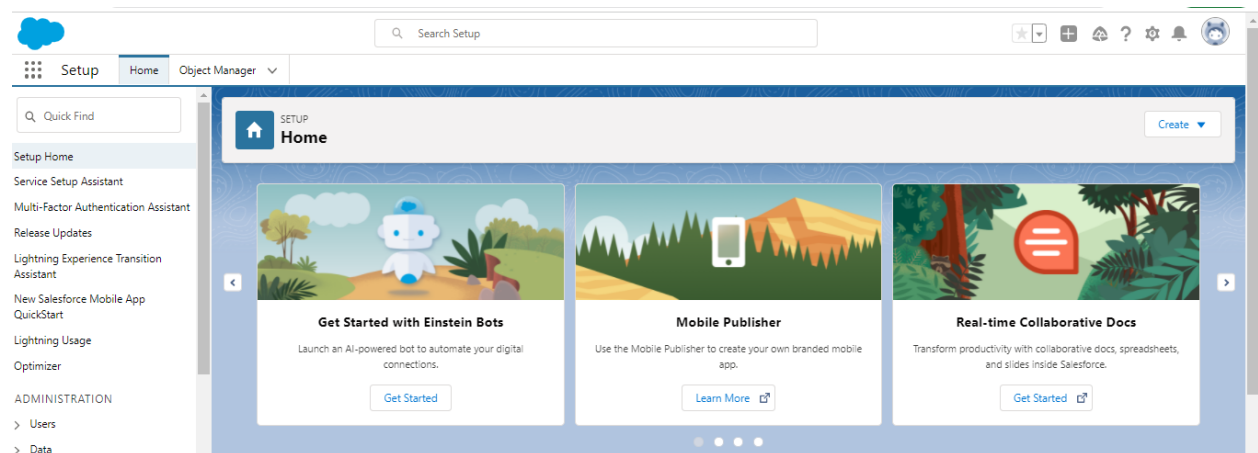 Search Setup
Setup
Home
Object Manager
Quick Find
Setup Home
Service Setup Assistant
Multi-Factor Authentication Assistant
Release Updates
Lightning Experience Transition
Assistant
New Salesforce Mobile App
QuickStart
Lightning Usage
Optimizer
ADMINISTRATION
Users
Data
SETUP
Home
Create
Get Started with Einstein Bots
Launch an AI-powered bot to automate your digital
connections.
Get Started
Mobile Publisher
Use the Mobile Publisher to create your own branded mobile
app.
Learn More
Real-time Collaborative Docs
Transform productivity with collaborative docs, spreadsheets,
and slides inside Salesforce.
Get Started